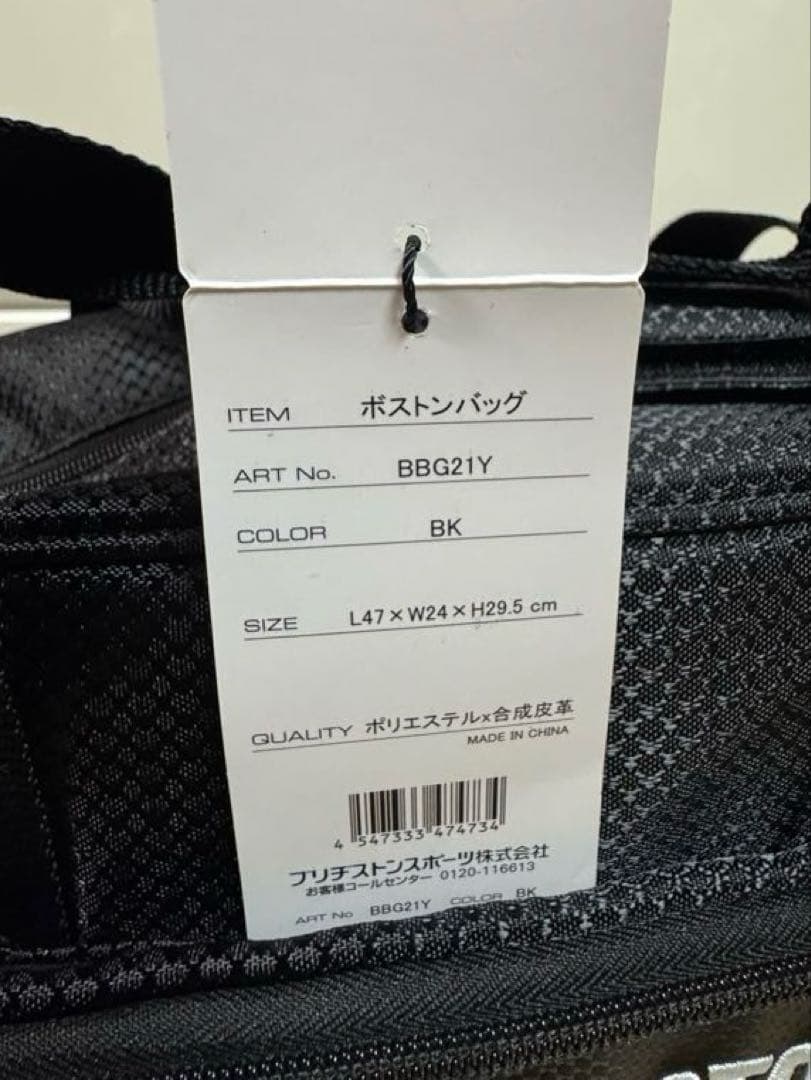 ITEM ボストンバッグ
ART No. BBG21Y
COLOR BK
SIZE L47×W24×H29.5 cm
QUALITY ポリエステル×合成皮革
MADE IN CHINA
4 547333 474734
ブリヂストンスポーツ株式会社
お客様コールセンター 0120-116613
ART No BBG21Y COLOR BK